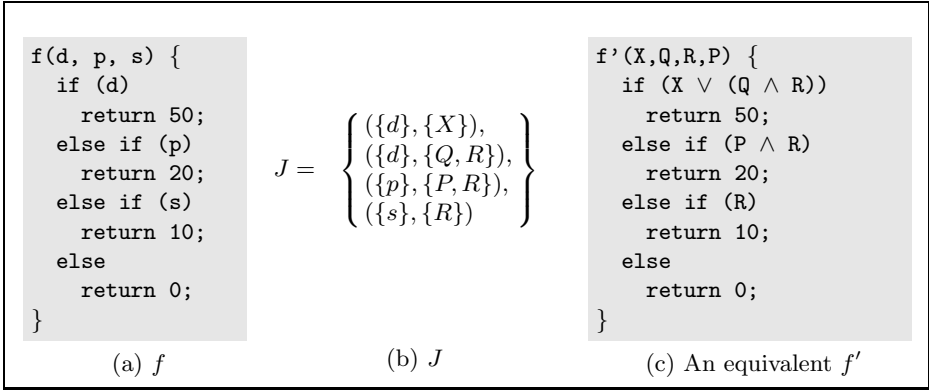 f(d, p, s) {
if (d)
return 50;
else if (p)
return 20;
else if (s)
return 10;
else
return 0;
}
(a) f
J =
({d}, {X}),
({d}, {Q, R}),
({p}, {P, R}),
({s}, {R})
(b) J
f'(X,Q,R,P) {
if (X ∨ (Q ∧ R))
return 50;
else if (P ∧ R)
return 20;
else if (R)
return 10;
else
return 0;
}
(c) An equivalent f′